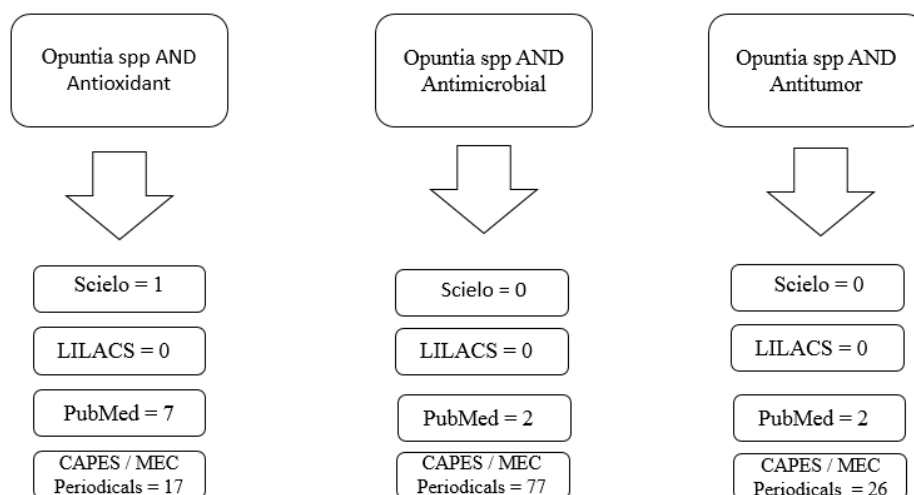 Opuntia spp AND
Antioxidant
Scielo = 1
LILACS = 0
PubMed = 7
CAPES / MEC
Periodicals = 17
Opuntia spp AND
Antimicrobial
Scielo = 0
LILACS = 0
PubMed = 2
CAPES / MEC
Periodicals = 77
Opuntia spp AND
Antitumor
Scielo = 0
LILACS = 0
PubMed = 2
CAPES / MEC
Periodicals = 26